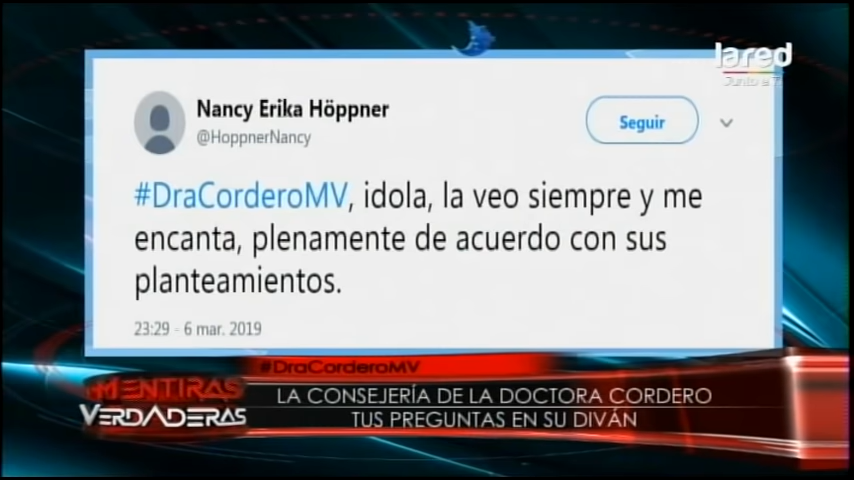 lared
Junto a Ti
Nancy Erika Höppner
@HoppnerNancy
Seguir
#DraCorderoMV, idola, la veo siempre y me
encanta, plenamente de acuerdo con sus
planteamientos.
23:29 - 6 mar. 2019
#DraCorderoMV
MENTIRAS
VERDADERAS
LA CONSEJERÍA DE LA DOCTORA CORDERO
TUS PREGUNTAS EN SU DIVÁN